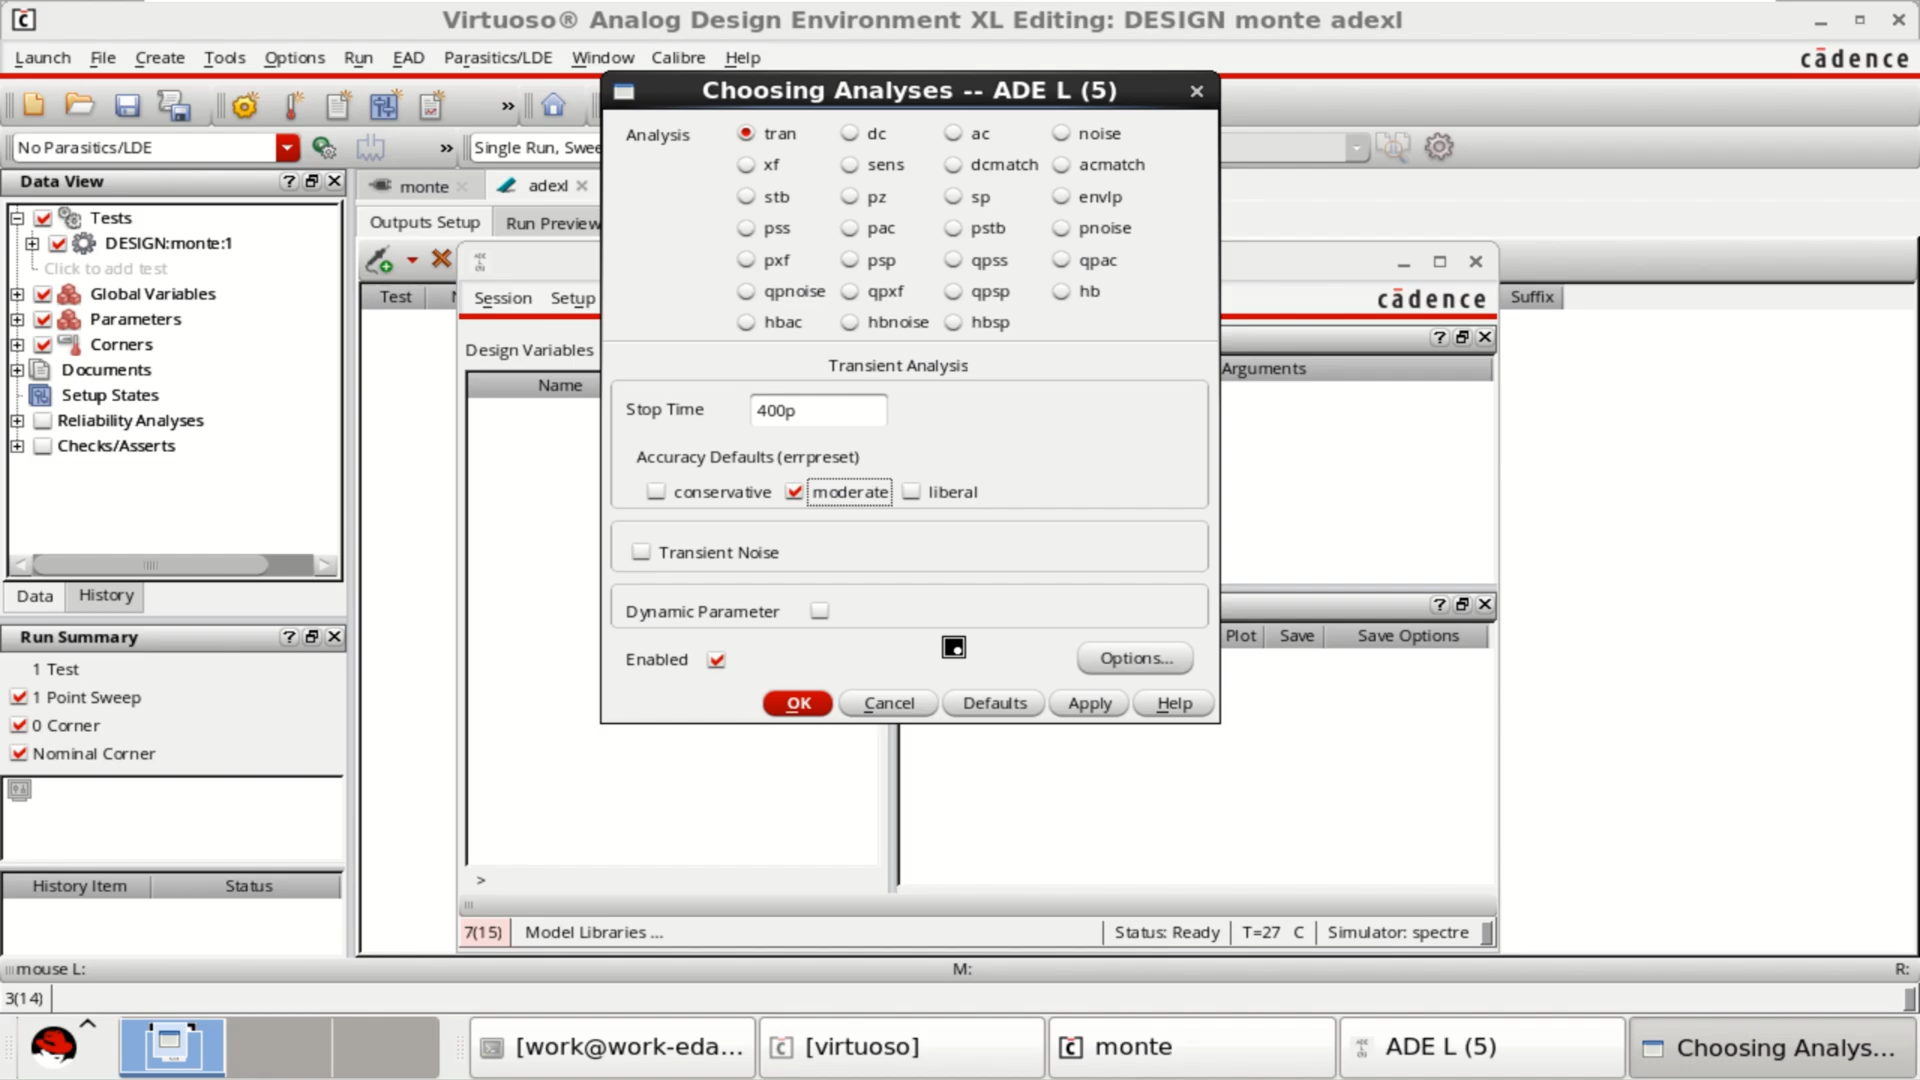 Virtuoso® Analog Design Environment XL Editing: DESIGN monte adexl
Launch File Create Tools Options Run EAD Parasitics/LDE Window Calibre Help
cādence
No Parasitics/LDE
Single Run, Swee
Data View
Tests
DESIGN:monte:1
Click to add test
Global Variables
Parameters
Corners
Documents
Setup States
Reliability Analyses
Checks/Asserts
Data History
Run Summary
1 Test
1 Point Sweep
0 Corner
Nominal Corner
History Item Status
monte adexl
Outputs Setup Run Preview
Test
Session Setup
cādence
Design Variables
Name
Arguments
Suffix
Plot Save Save Options
>
7(15) Model Libraries ... Status: Ready T=27 C Simulator: spectre
Choosing Analyses -- ADE L (5)
Analysis tran dc ac noise
xf sens dcmatch acmatch
stb pz sp envlp
pss pac pstb pnoise
pxf psp qpss qpac
qpnoise qpxf qpsp hb
hbac hbnoise hbsp
Transient Analysis
Stop Time 400p
Accuracy Defaults (errpreset)
conservative moderate liberal
Transient Noise
Dynamic Parameter
Enabled Options...
OK Cancel Defaults Apply Help
mouse L: M: R:
3(14)
[work@work-eda... [virtuoso] monte ADE L (5) Choosing Analys...